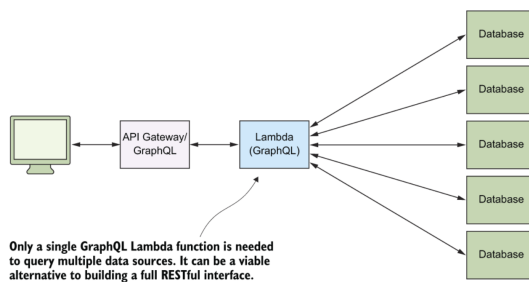 Database
Database
API Gateway/
GraphQL
Lambda
(GraphQL)
Database
Database
Only a single GraphQL Lambda function is needed
to query multiple data sources. It can be a viable
alternative to building a full RESTful interface.
Database